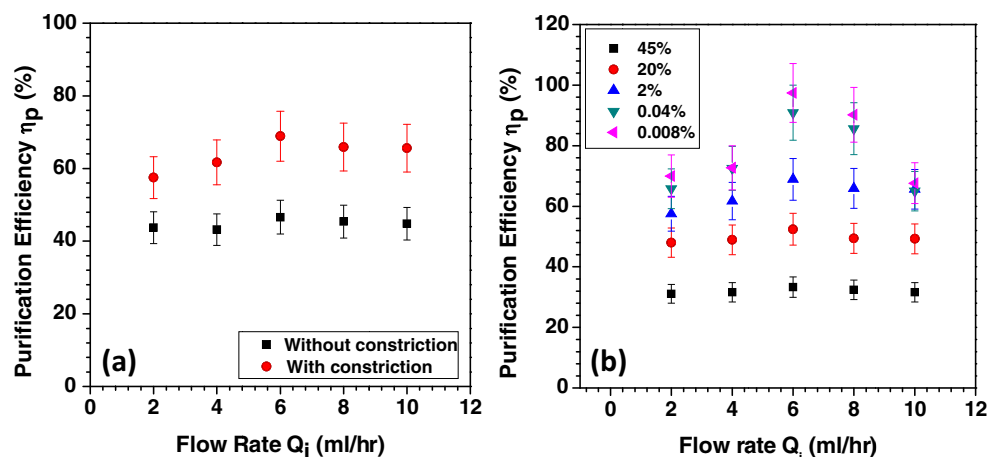 Purification Efficiency ηp (%)
100
80
60
40
20
0
(a)
Without constriction
With constriction
0 2 4 6 8 10 12
Flow Rate Qi (ml/hr)
Purification Efficiency ηp (%)
120
100
80
60
40
20
0
45%
20%
2%
0.04%
0.008%
(b)
0 2 4 6 8 10 12
Flow rate Qi (ml/hr)